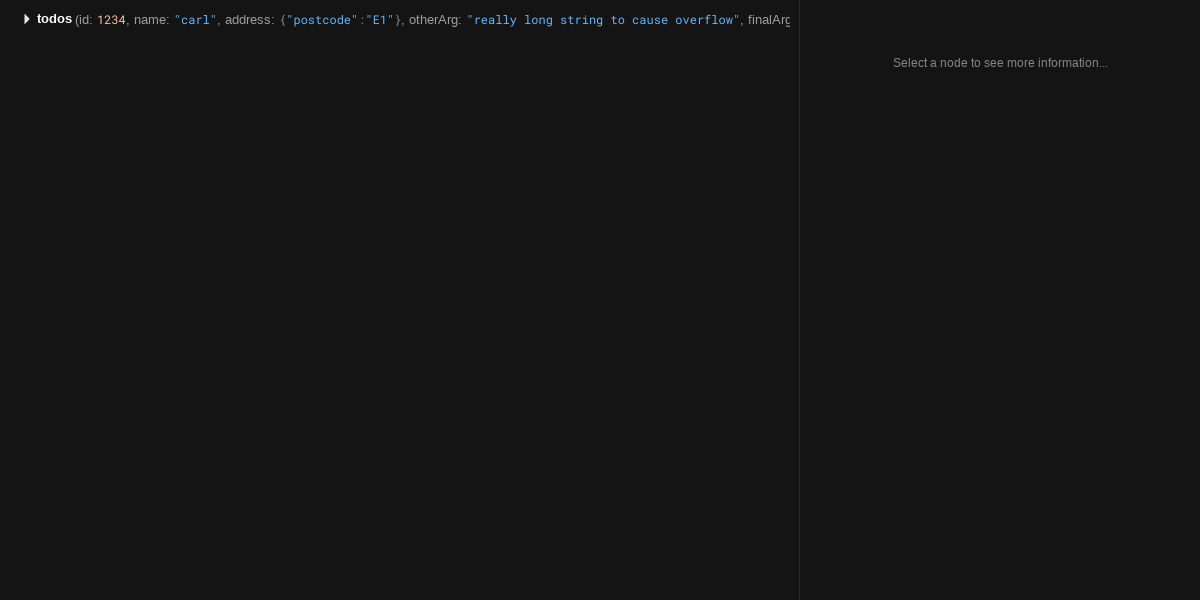 todos (id: 1234, name: "carl", address: {"postcode":"E1"}, otherArg: "really long string to cause overflow", finalArg
Select a node to see more information...